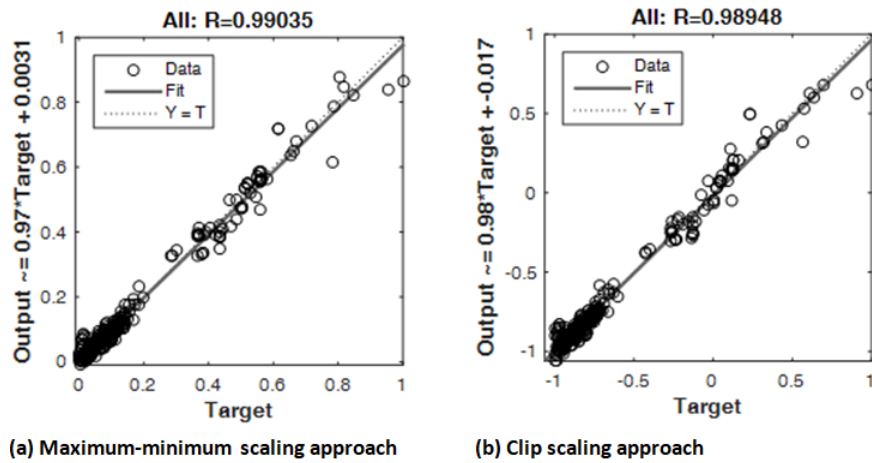 All: R=0.99035
1
0.8
0.6
0.4
0.2
0
Data
Fit
Y = T
Output ~= 0.97*Target + 0.0031
0
0.2
0.4
0.6
0.8
1
Target
(a) Maximum-minimum scaling approach
All: R=0.98948
1
0.5
0
-0.5
-1
Data
Fit
Y = T
Output ~= 0.98*Target + -0.017
-1
-0.5
0
0.5
1
Target
(b) Clip scaling approach